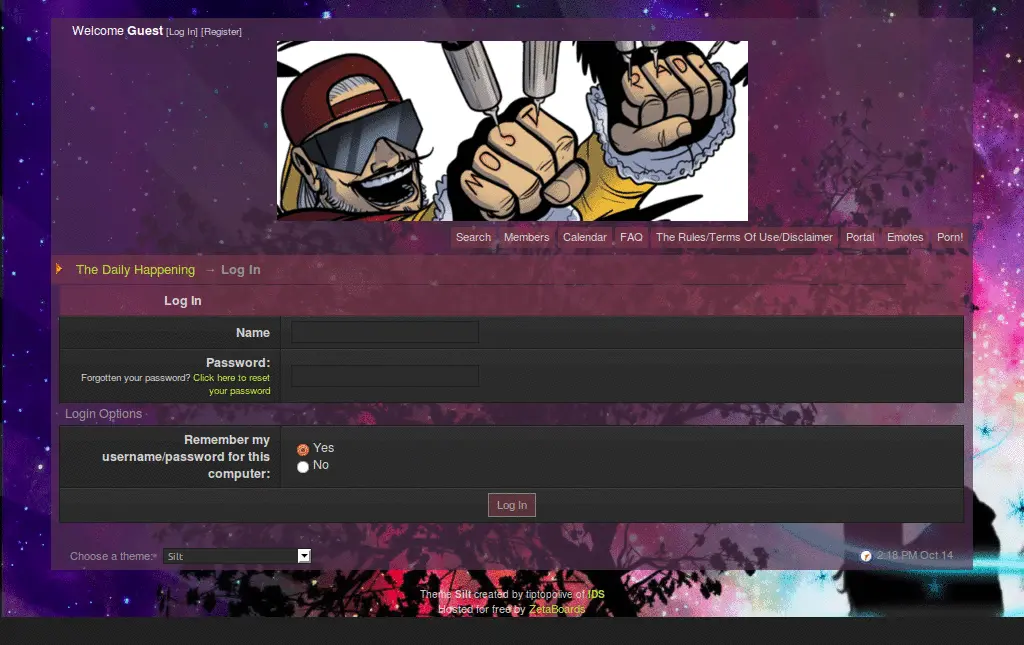 Welcome Guest [Log In] [Register]
MOST RAD
Search Members Calendar FAQ The Rules/Terms Of Use/Disclaimer Portal Emotes Porn!
The Daily Happening → Log In
Log In
Name
Password:
Forgotten your password? Click here to reset
your password
· Login Options ·
Remember my
username/password for this
computer:
Yes
No
Log In
Choose a theme:
Silt
2:18 PM Oct 14
Theme Silt created by tiptopolive of IDS
Hosted for free by ZetaBoards